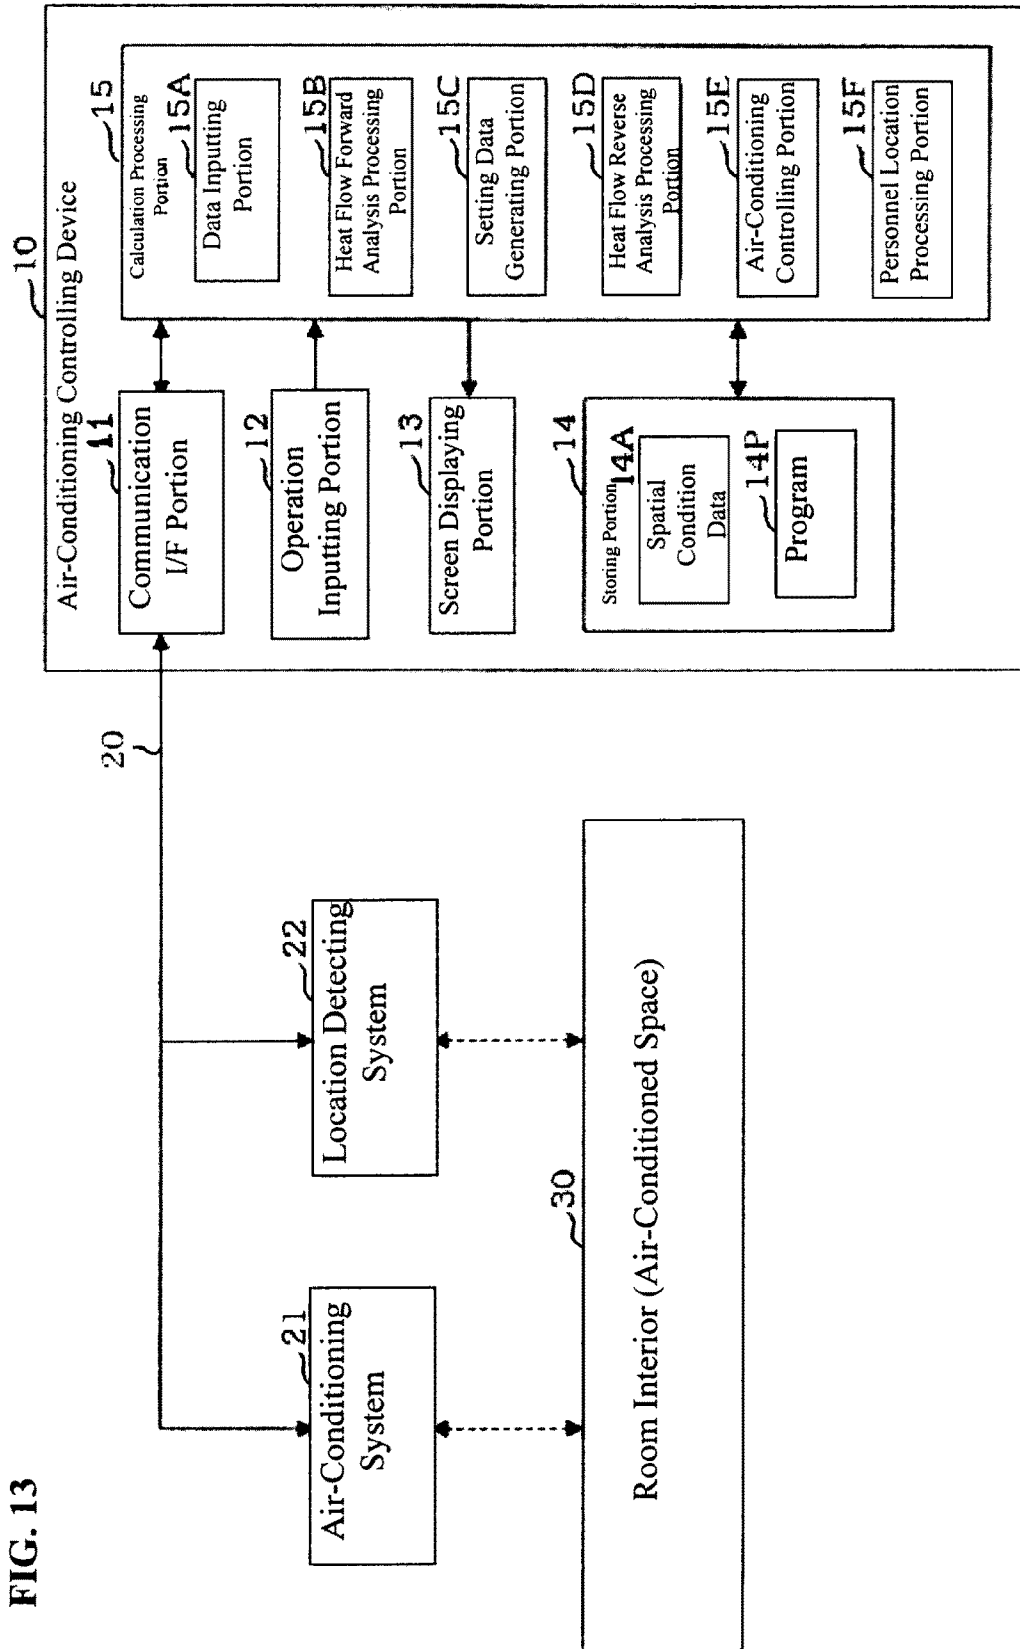 FIG. 13
10
Air-Conditioning Controlling Device
11
Communication
I/F Portion
12
Operation
Inputting Portion
13
Screen Displaying
Portion
14
Storing Portion
14A
Spatial
Condition
Data
14P
Program
15
Calculation Processing
Portion
15A
Data Inputing
Portion
15B
Heat Flow Forward
Analysis Processing
Portion
15C
Setting Data
Generating Portion
15D
Heat Flow Reverse
Analysis Processing
Portion
15E
Air-Conditioning
Controlling Portion
15F
Personnel Location
Processing Portion
20
21
Air-Conditioning
System
22
Location Detecting
System
30
Room Interior (Air-Conditioned Space)